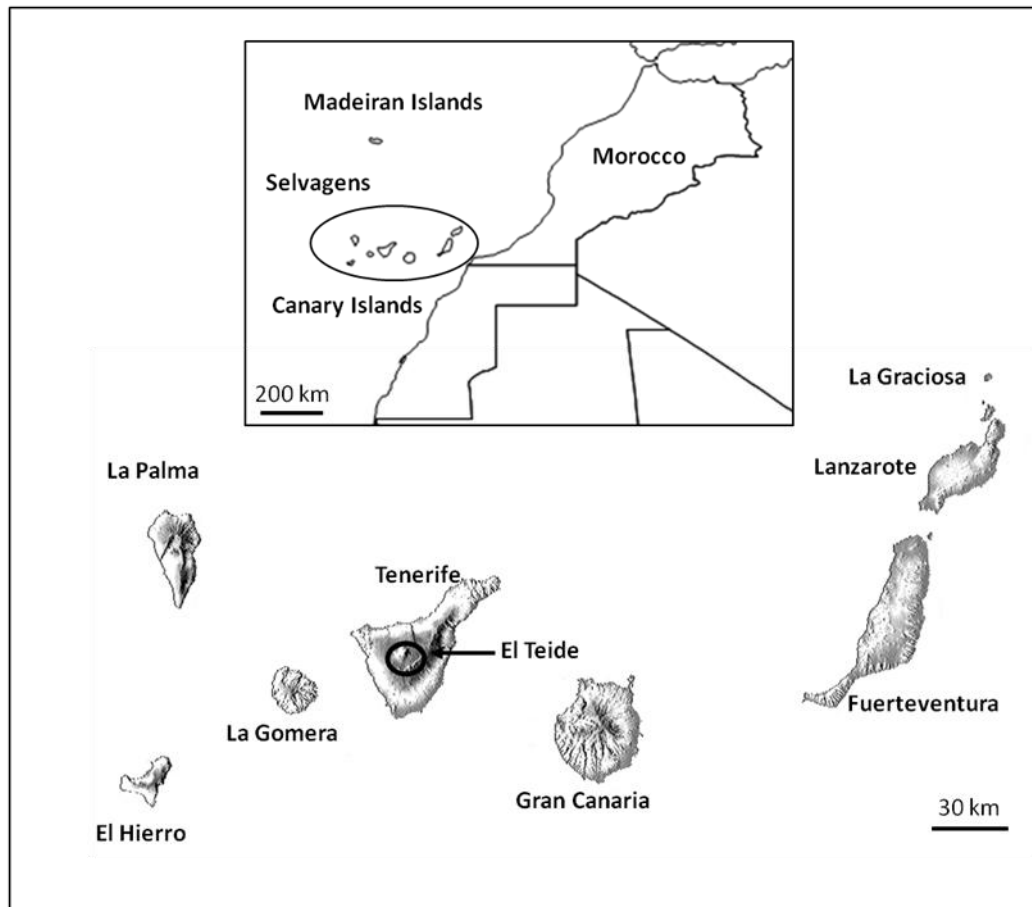 Madeiran Islands
Morocco
Selvagens
Canary Islands
200 km
La Graciosa
La Palma
Lanzarote
Tenerife
El Teide
La Gomera
Fuerteventura
Gran Canaria
30 km
El Hierro